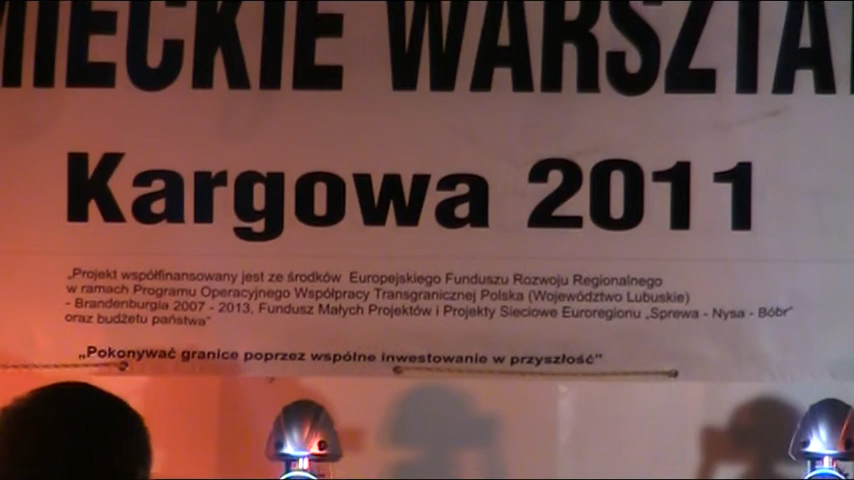 MIECKIE WARSZTA
Kargowa 2011
„Projekt współfinansowany jest ze środków Europejskiego Funduszu Rozwoju Regionalnego
w ramach Programu Operacyjnego Współpracy Transgranicznej Polska (Województwo Lubuskie)
- Brandenburgia 2007 - 2013, Fundusz Małych Projektów i Projekty Sieciowe Euroregionu „Sprewa - Nysa - Bóbr"
oraz budżetu państwa"
„Pokonywać granice poprzez wspólne inwestowanie w przyszłość"